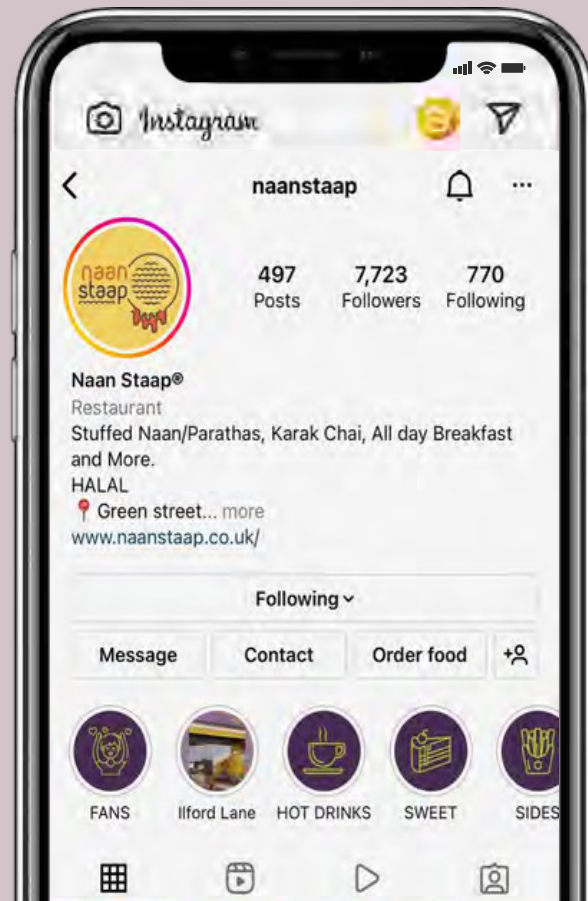 Instagram
naanstaap
naan
staap
497 7,723 770
Posts Followers Following
Naan Staap®
Restaurant
Stuffed Naan/Parathas, Karak Chai, All day Breakfast
and More.
HALAL
Green street... more
www.naanstaap.co.uk/
Following
Message Contact Order food
FANS Ilford Lane HOT DRINKS SWEET SIDES